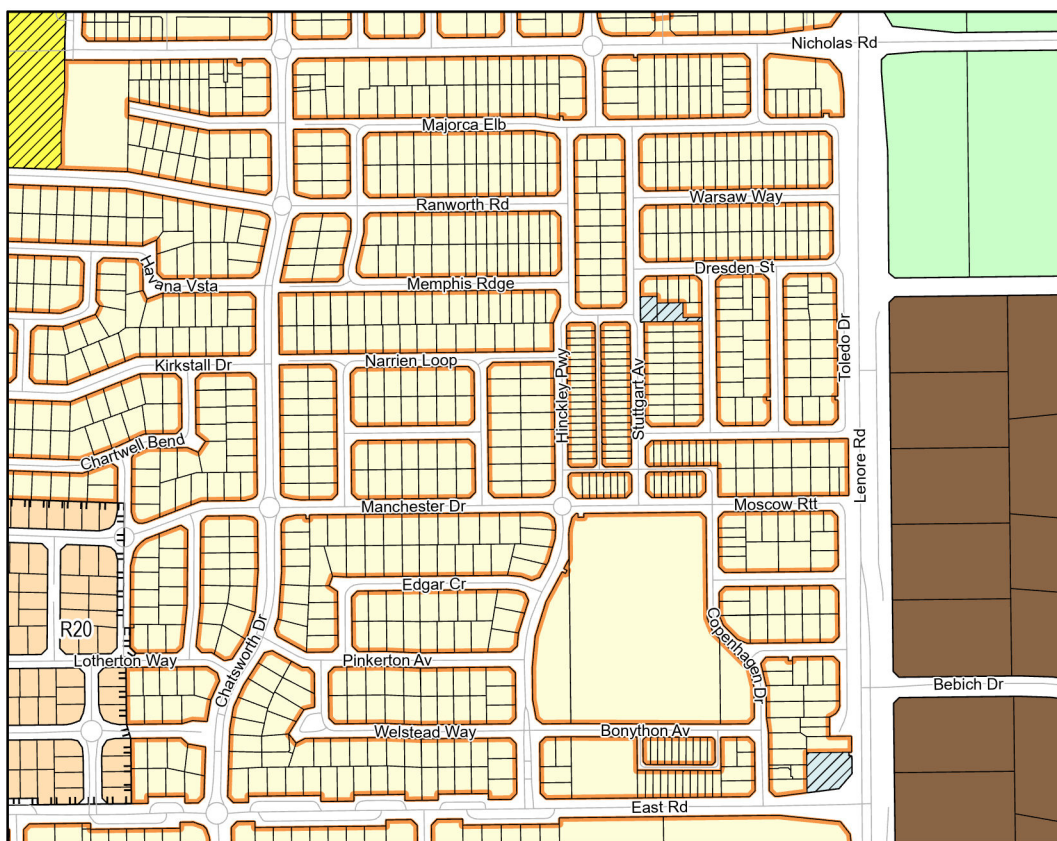 Nicholas Rd
Majorca Elb
Warsaw Way
Ranworth Rd
Dresden St
Havana Vsta
Memphis Rdge
Toledo Dr
Narrien Loop
Kirkstall Dr
Hinckley Pwy
Stuttgart Av
Chartwell Bend
Lenore Rd
Manchester Dr
Moscow Rtt
Edgar Cr
R20
Chatsworth Dr
Copenhagen Dr
Lotherton Way
Pinkerton Av
Bebich Dr
Welstead Way
Bonython Av
East Rd